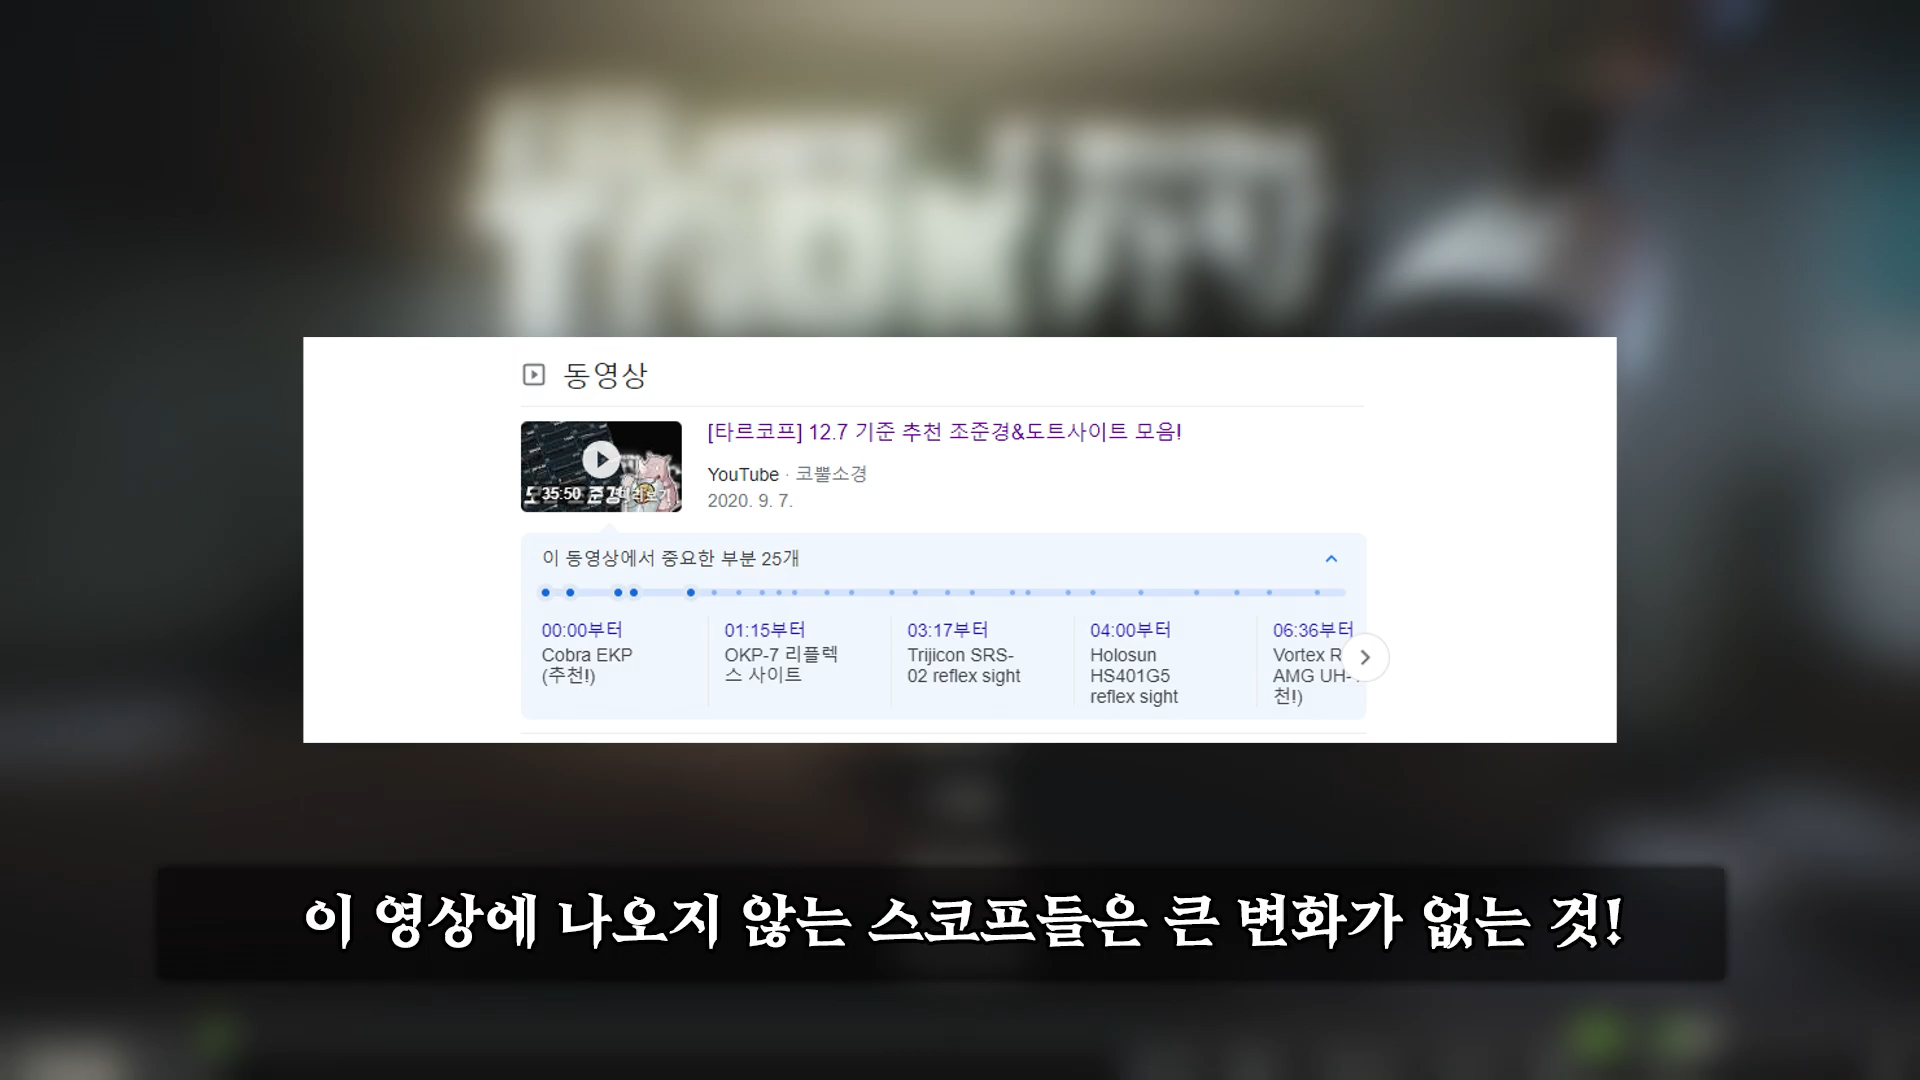 동영상
[타르코프] 12.7 기준 추천 조준경&도트사이트 모음!
YouTube · 코뿔소경
2020. 9. 7.
35:50
이 동영상에서 중요한 부분 25개
00:00부터
Cobra EKP
(추천!)
01:15부터
OKP-7 리플렉
스 사이트
03:17부터
Trijicon SRS-
02 reflex sight
04:00부터
Holosun
HS401G5
reflex sight
06:36부터
Vortex R
AMG UH-
천!)
이 영상에 나오지 않는 스코프들은 큰 변화가 없는 것!